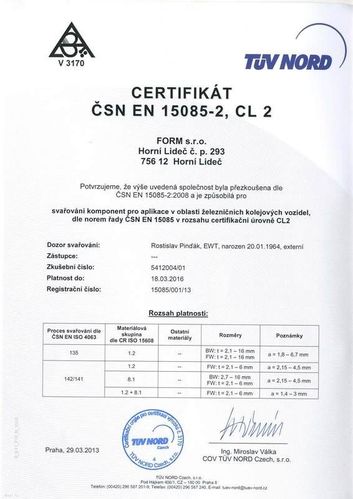 V 3170
TÜV NORD
CERTIFIKÁT
ČSN EN 15085-2, CL 2
FORM s.r.o.
Horní Lideč č. p. 293
756 12 Horní Lideč
Potvrzujeme, že výše uvedená společnost byla přezkoušena dle
ČSN EN 15085-2:2008 a je způsobilá pro
svařování komponent pro aplikace v oblasti železničních kolejových vozidel,
dle norem řady ČSN EN 15085 v rozsahu certifikační úrovně CL2
Dozor svařování: Rostislav Pinďák, EWT, narozen 20.01.1964, externí
Zástupce: ---
Zkušební číslo: 5412004/01
Platnost do: 18.03.2016
Registrační číslo: 15085/001/13
Rozsah platnosti:
Proces svařování dle ČSN EN ISO 4063 Materiálová skupina dle CR ISO 15608 Ostatní materiály Rozměry Poznámky
135 1.2 -- BW: t = 2,1 – 16 mm a = 1,8 – 6,7 mm
FW: t = 2,1 – 16 mm
142/141 1.2 -- FW: t = 2,1 – 6 mm a = 2,15 – 4,5 mm
8.1 -- BW: 2,7 – 16 mm a = 2,15 – 4,5 mm
FW: t = 2,1 – 6 mm
1.2 + 8.1 -- FW: t = 2,1 – 6 mm a = 1,4 – 3 mm
TÜV NORD
Czech
4
Praha, 29.03.2013
Ing. Miroslav Válka
COV TÜV NORD Czech, s.r.o.
TÜV NORD Czech, s.r.o.